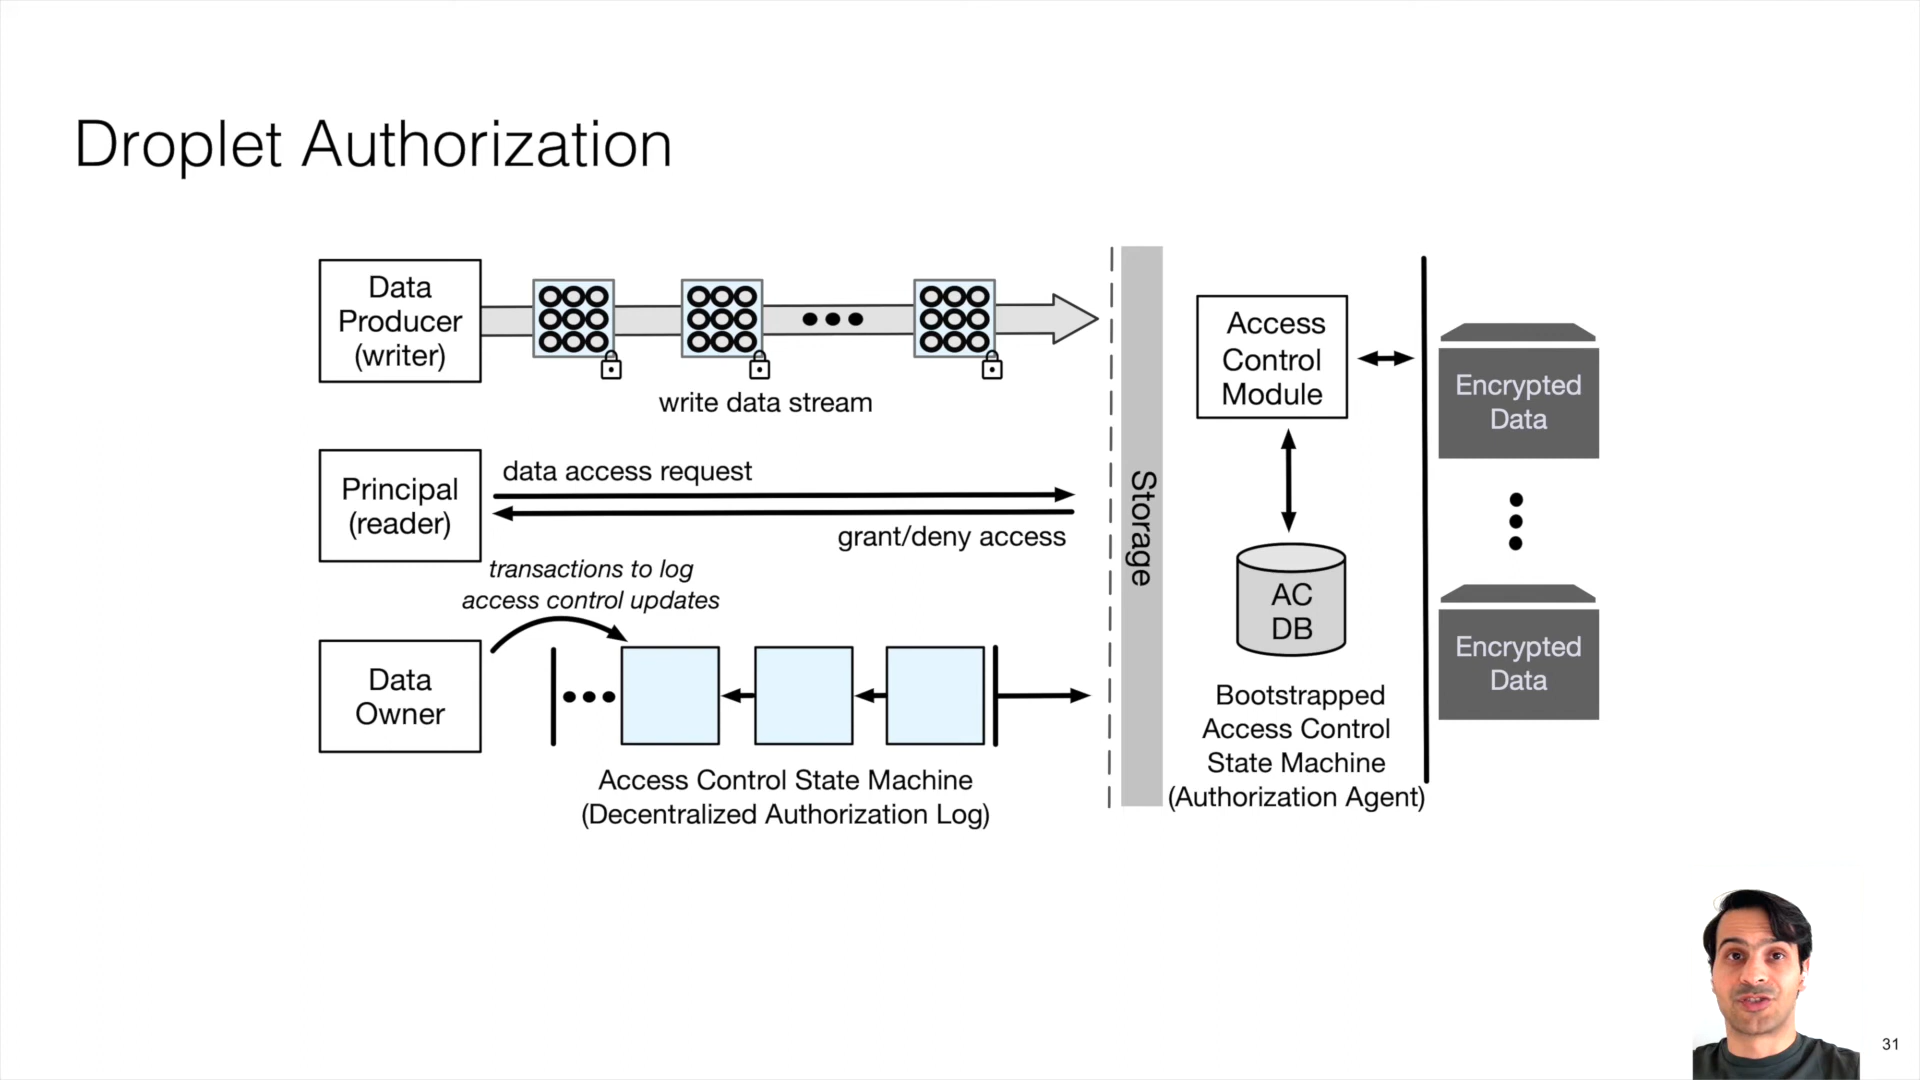 Droplet Authorization
Data
Producer
(writer)
write data stream
Principal
(reader)
data access request
grant/deny access
transactions to log
access control updates
Data
Owner
Access Control State Machine
(Decentralized Authorization Log)
Storage
Access
Control
Module
AC
DB
Bootstrapped
Access Control
State Machine
(Authorization Agent)
Encrypted
Data
Encrypted
Data
31